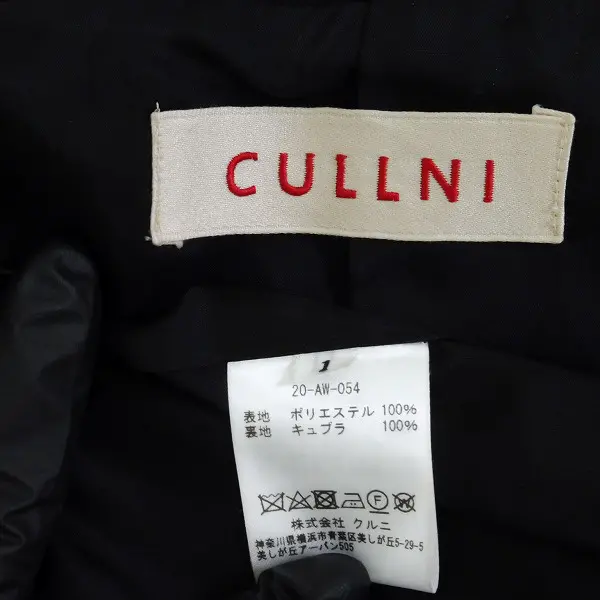 CULLNI
1
20-AW-054
表地 ポリエステル 100%
裏地 キュプラ 100%
株式会社 クルニ
神奈川県横浜市青葉区美しが丘5-29-5
美しが丘アーバン505